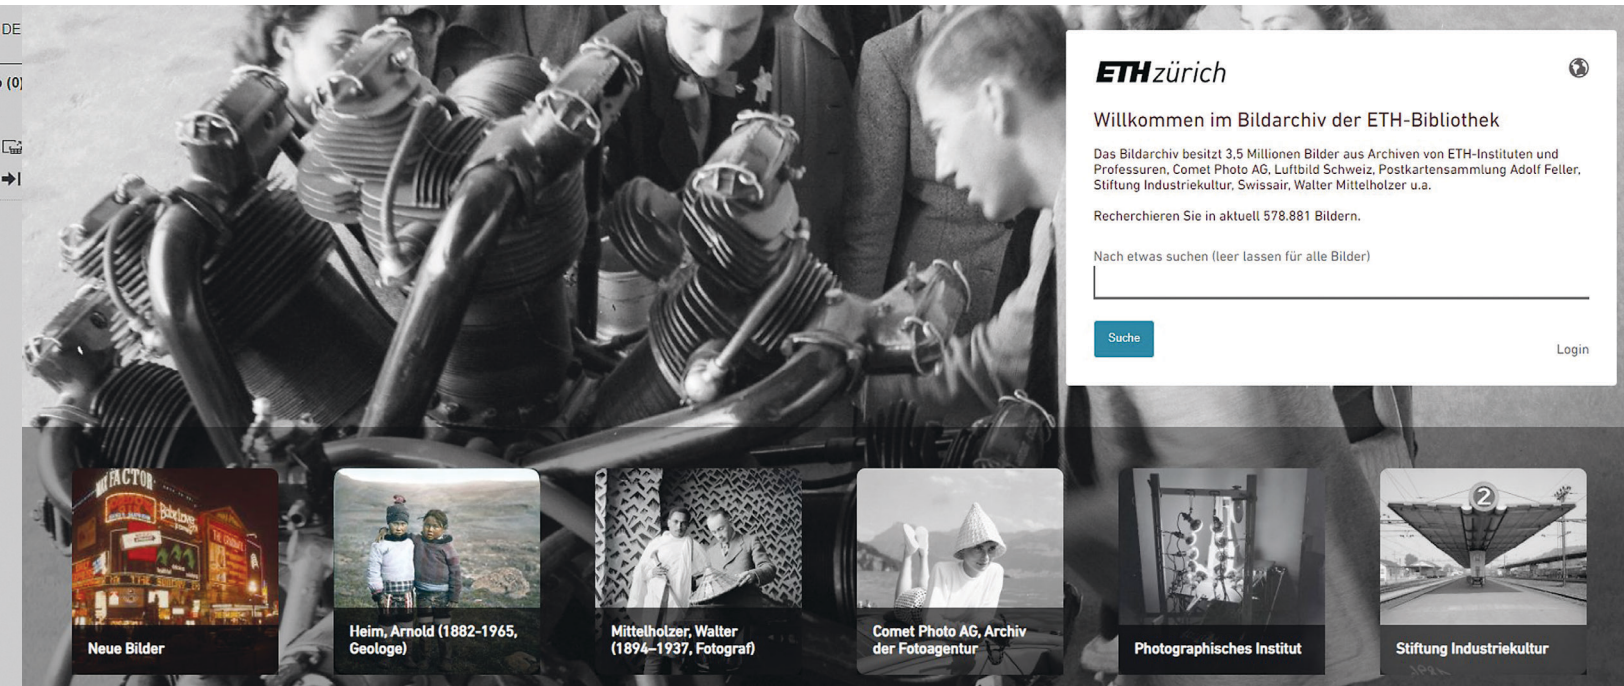 DE
(0)
ETH zürich
Willkommen im Bildarchiv der ETH-Bibliothek
Das Bildarchiv besitzt 3,5 Millionen Bilder aus Archiven von ETH-Instituten und
Professuren, Comet Photo AG, Luftbild Schweiz, Postkartensammlung Adolf Feller,
Stiftung Industriekultur, Swissair, Walter Mittelholzer u.a.
Recherchieren Sie in aktuell 578.881 Bildern.
Nach etwas suchen (leer lassen für alle Bilder)
Suche
Login
FACTOR
THE
2
Neue Bilder
Heim, Arnold (1882-1965,
Geologe)
Mittelholzer, Walter
(1894–1937, Fotograf)
Comet Photo AG, Archiv
der Fotoagentur
Photographisches Institut
Stiftung Industriekultur